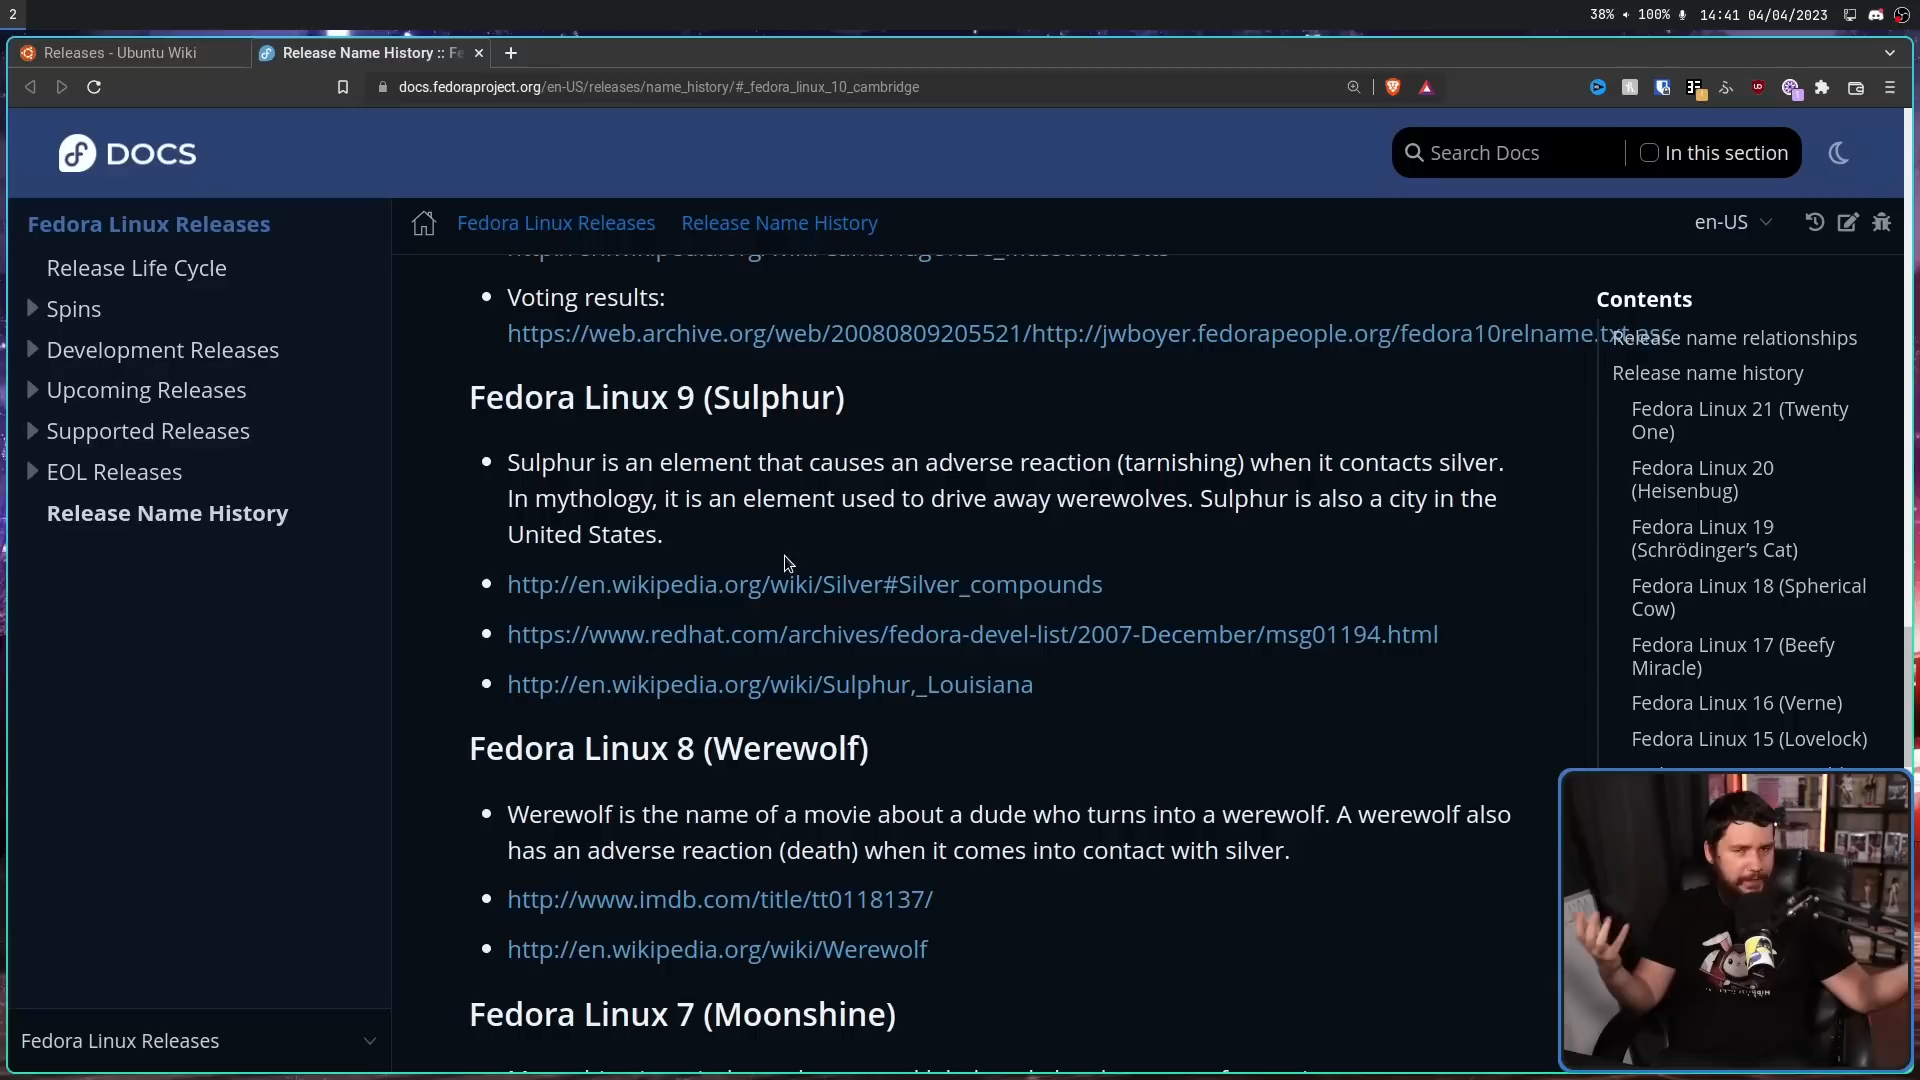 2
38%
100%
14:41 04/04/2023
Releases - Ubuntu Wiki
Release Name History :: Fe
docs.fedoraproject.org/en-US/releases/name_history/#_fedora_linux_10_cambridge
DOCS
Search Docs
In this section
Fedora Linux Releases
Release Life Cycle
Spins
Development Releases
Upcoming Releases
Supported Releases
EOL Releases
Release Name History
Fedora Linux Releases
Fedora Linux Releases
Release Name History
en-US
Voting results:
https://web.archive.org/web/20080809205521/http://jwboyer.fedorapeople.org/fedora10relname.txt.asc
Fedora Linux 9 (Sulphur)
Sulphur is an element that causes an adverse reaction (tarnishing) when it contacts silver.
In mythology, it is an element used to drive away werewolves. Sulphur is also a city in the
United States.
http://en.wikipedia.org/wiki/Silver#Silver_compounds
https://www.redhat.com/archives/fedora-devel-list/2007-December/msg01194.html
http://en.wikipedia.org/wiki/Sulphur,_Louisiana
Fedora Linux 8 (Werewolf)
Werewolf is the name of a movie about a dude who turns into a werewolf. A werewolf also
has an adverse reaction (death) when it comes into contact with silver.
http://www.imdb.com/title/tt0118137/
http://en.wikipedia.org/wiki/Werewolf
Fedora Linux 7 (Moonshine)
Contents
Release name relationships
Release name history
Fedora Linux 21 (Twenty
One)
Fedora Linux 20
(Heisenbug)
Fedora Linux 19
(Schrödinger’s Cat)
Fedora Linux 18 (Spherical
Cow)
Fedora Linux 17 (Beefy
Miracle)
Fedora Linux 16 (Verne)
Fedora Linux 15 (Lovelock)